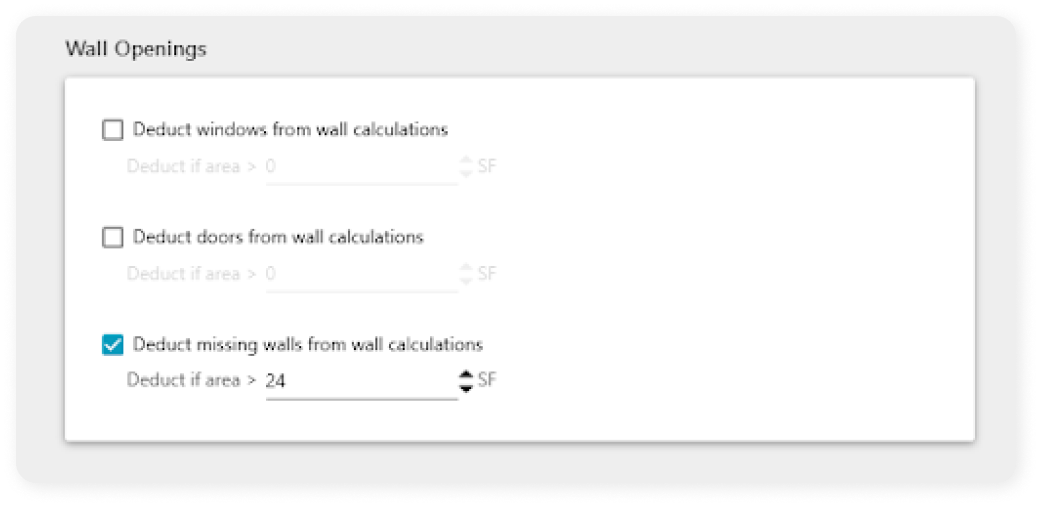 Wall Openings
Deduct windows from wall calculations
Deduct if area > 0 SF
Deduct doors from wall calculations
Deduct if area > 0 SF
Deduct missing walls from wall calculations
Deduct if area > 24 SF